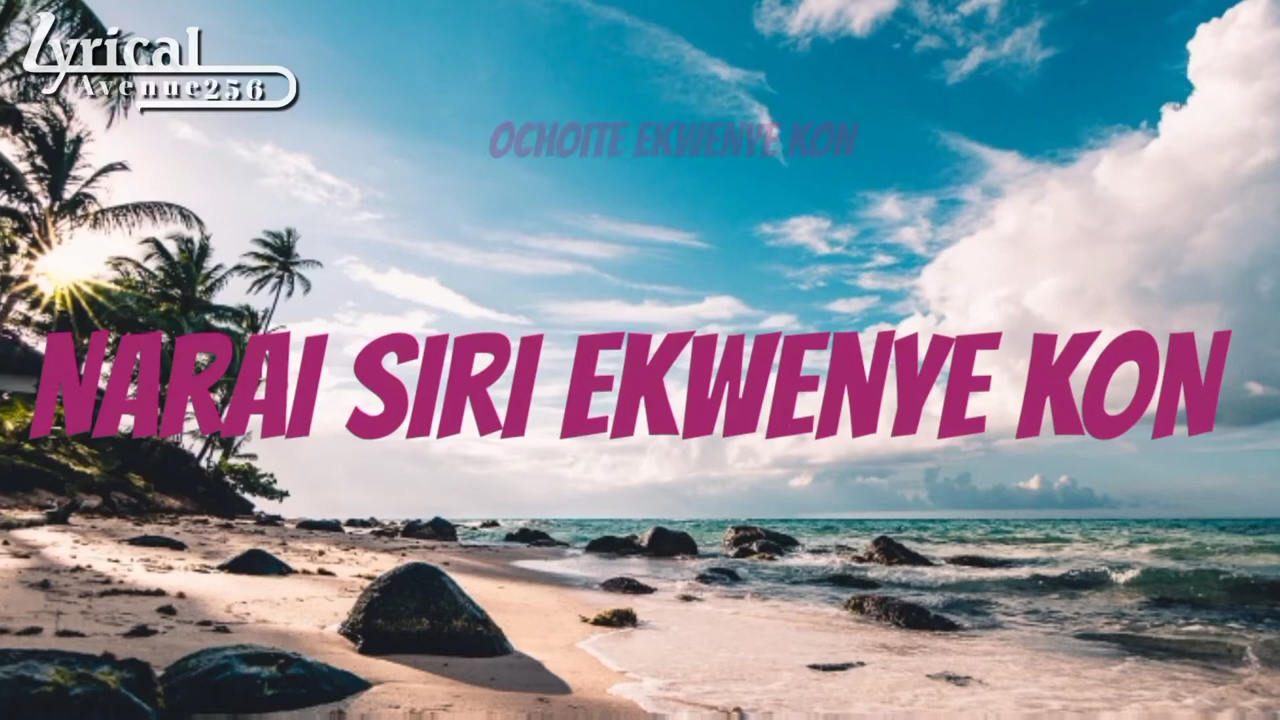 Lyrical
Avenue256
OCHOITE EKWENYE KON
NARAI SIRI EKWENYE KON